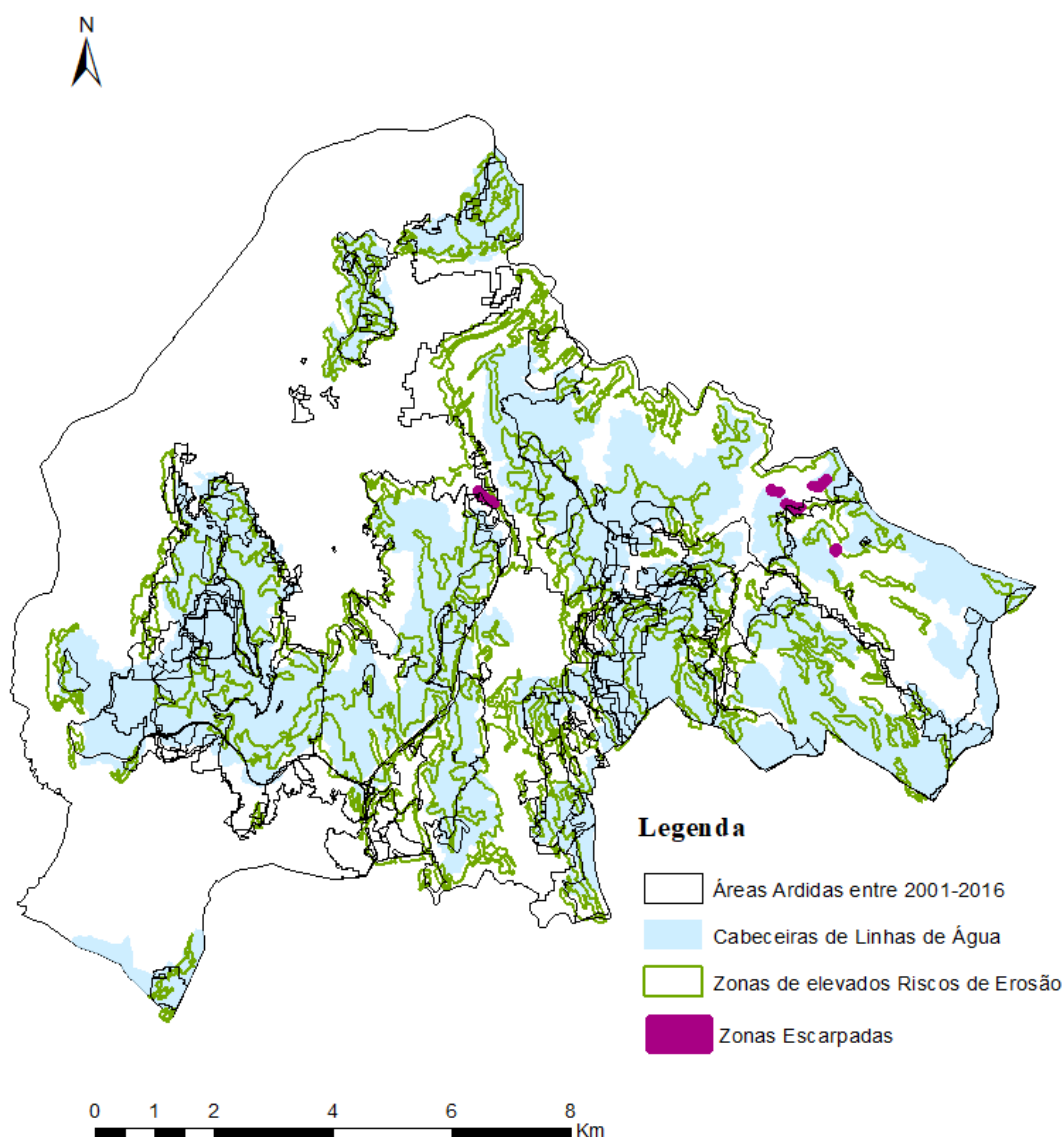 N
Legenda
Áreas Ardidas entre 2001-2016
Cabeceiras de Linhas de Água
Zonas de elevados Riscos de Erosão
Zonas Escarpadas
0 1 2 4 6 8
Km